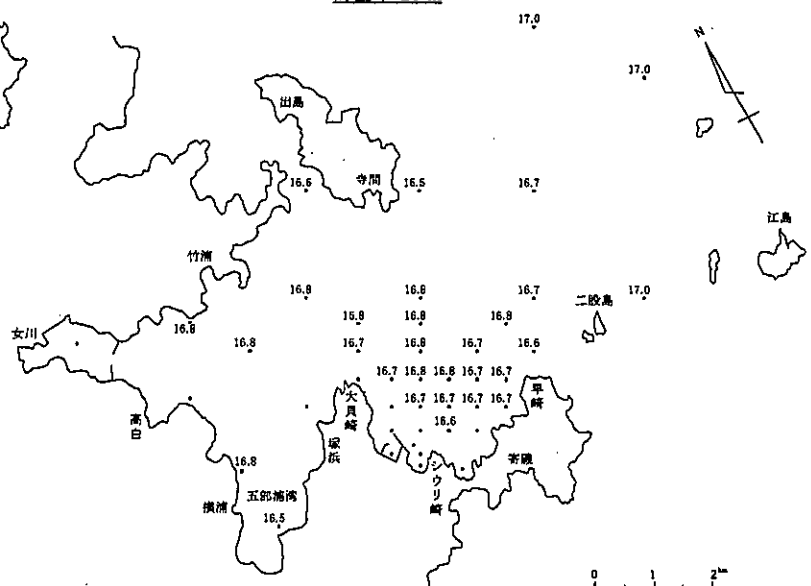 17.0
17.0
N
出島
寺間
16.6 16.5 16.7
江島
竹浦
16.8 16.8 16.7 17.0
二股島
15.8 16.8 16.8
女川
16.8
16.8 16.7 16.8 16.7 16.6
16.7 16.8 16.8 16.7 16.7
大貝崎
早崎
16.7 16.7 16.7 16.7
高白
16.6
塚浜
寄磯
シウリ崎
16.8
五部浦湾
横浦
16.5
0 1 2km